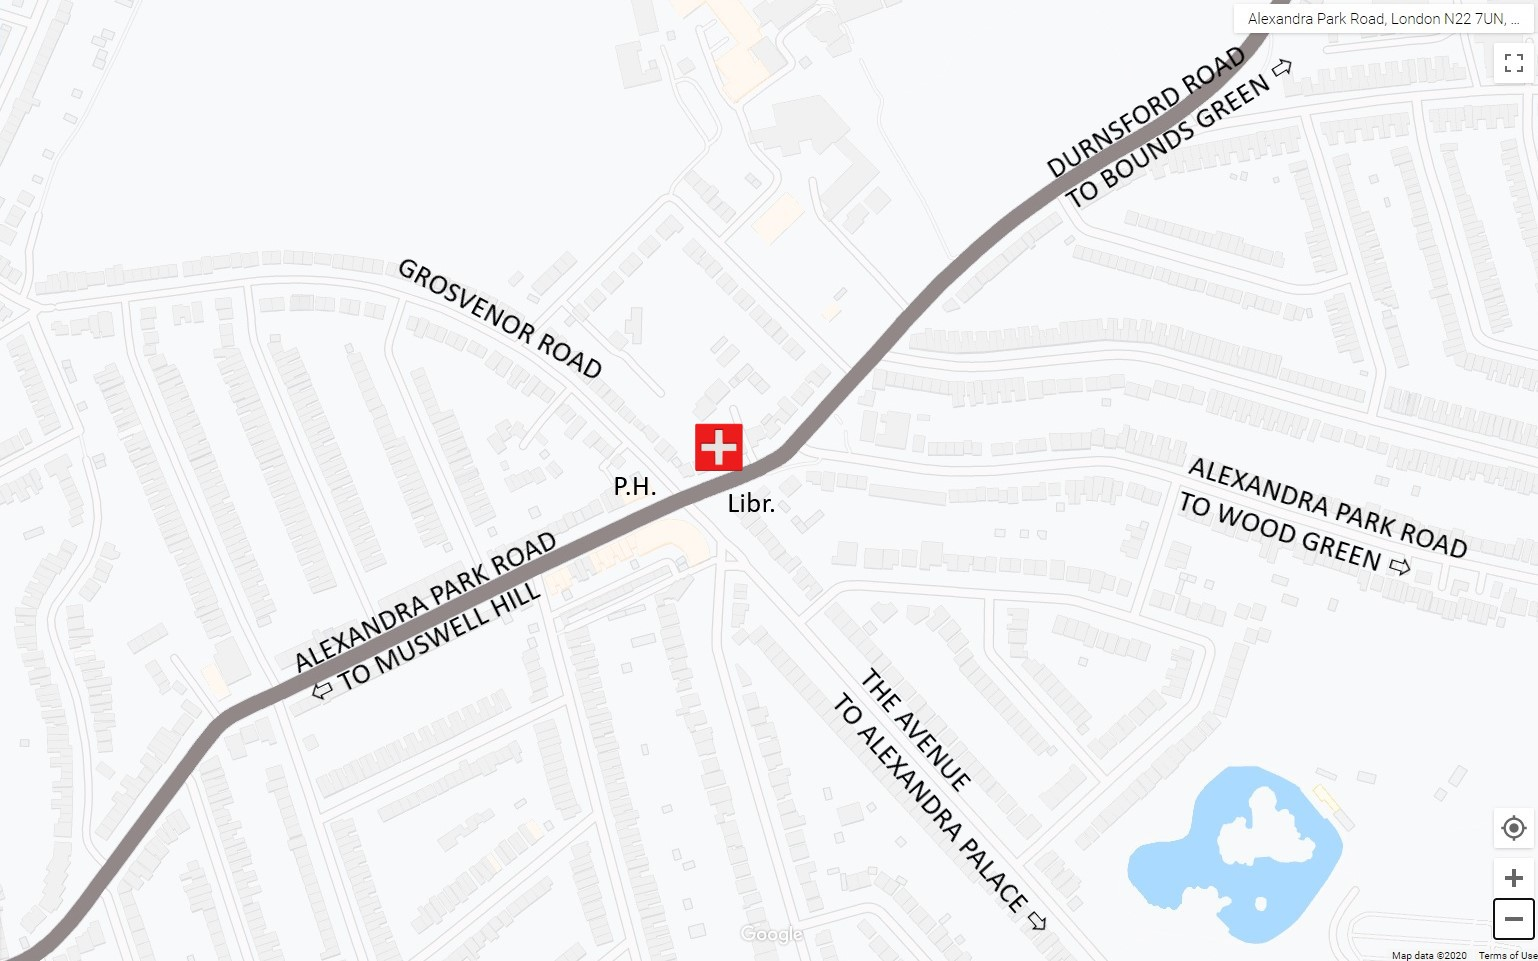 Alexandra Park Road, London N22 7UN, ...
DURNSFORD ROAD
TO BOUNDS GREEN ⇨
GROSVENOR ROAD
P.H.
Libr.
ALEXANDRA PARK ROAD
TO WOOD GREEN ⇨
ALEXANDRA PARK ROAD
⇦ TO MUSWELL HILL
THE AVENUE
TO ALEXANDRA PALACE ⇨
Google
Map data ©2020 Terms of Use